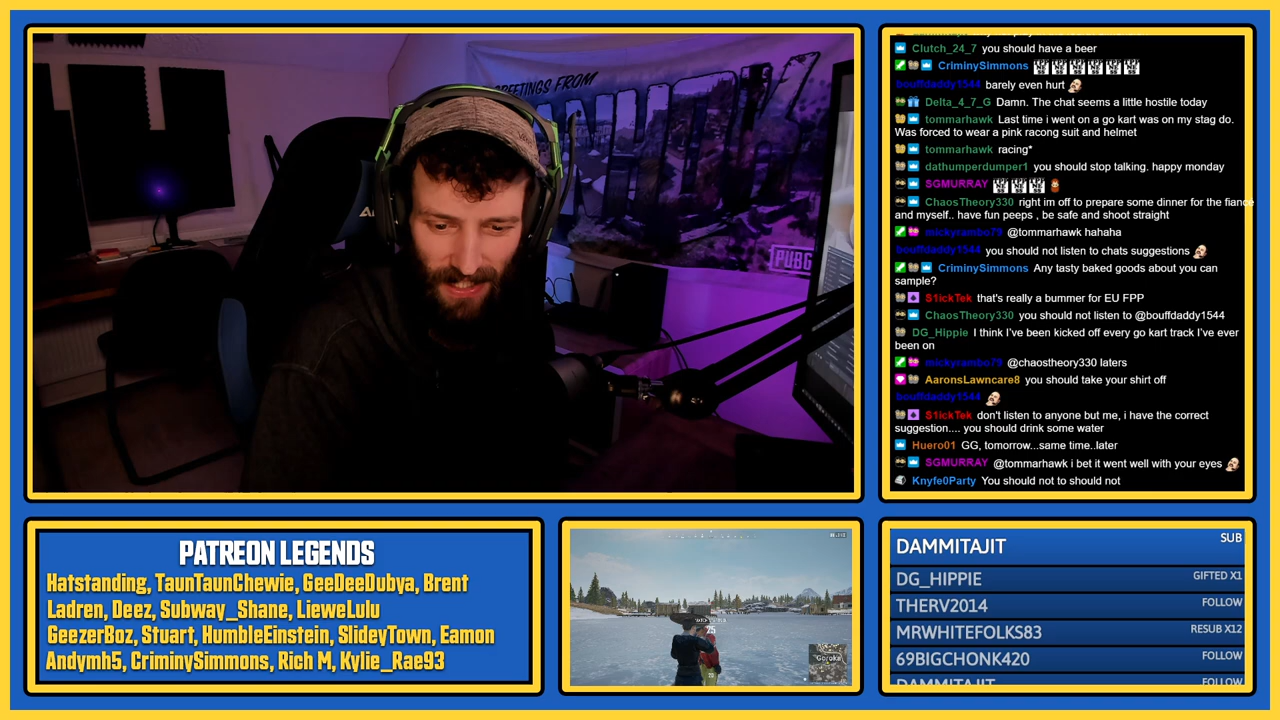 GREETINGS FROM
PUBG
Clutch_24_7 you should have a beer
CriminySimmons
bouffdaddy1544 barely even hurt
Delta_4_7_G Damn. The chat seems a little hostile today
tommarhawk Last time i went on a go kart was on my stag do.
Was forced to wear a pink racong suit and helmet
tommarhawk racing*
dathumperdumper1 you should stop talking. happy monday
SGMURRAY
ChaosTheory330 right im off to prepare some dinner for the fiance
and myself.. have fun peeps , be safe and shoot straight
mickyrambo79 @tommarhawk hahaha
bouffdaddy1544 you should not listen to chats suggestions
CriminySimmons Any tasty baked goods about you can
sample?
S1ickTek that's really a bummer for EU FPP
ChaosTheory330 you should not listen to @bouffdaddy1544
DG_Hippie I think I've been kicked off every go kart track I've ever
been on
mickyrambo79 @chaostheory330 laters
AaronsLawncare8 you should take your shirt off
bouffdaddy1544
S1ickTek don't listen to anyone but me, i have the correct
suggestion.... you should drink some water
Huero01 GG, tomorrow...same time..later
SGMURRAY @tommarhawk i bet it went well with your eyes
Knyfe0Party You should not to should not
PATREON LEGENDS
Hatstanding, TaunTaunChewie, GeeDeeDubya, Brent
Ladren, Deez, Subway_Shane, LieweLulu
GeezerBoz, Stuart, HumbleEinstein, SlideyTown, Eamon
Andymh5, CriminySimmons, Rich M, Kylie_Rae93
25
Goroka
DAMMITAJIT SUB
DG_HIPPIE GIFTED X1
THERV2014 FOLLOW
MRWHITEFOLKS83 RESUB X12
69BIGCHONK420 FOLLOW
DAMMITAJIT FOLLOW